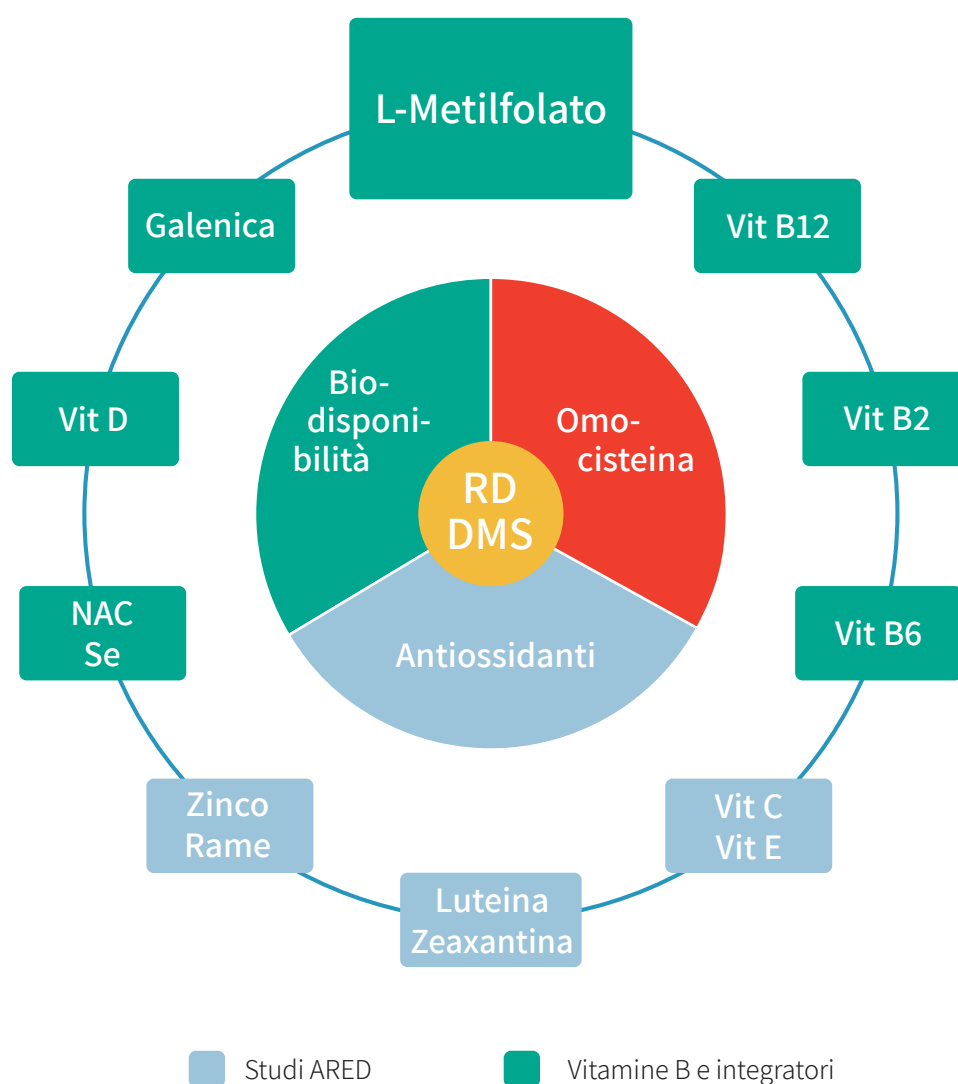 L-Metilfolato
Galenica
Vit B12
Vit D
Vit B2
Bio-
disponi-
bilità
Omo-
cisteina
RD
DMS
NAC
Se
Vit B6
Antiossidanti
Zinco
Rame
Vit C
Vit E
Luteina
Zeaxantina
Studi ARED
Vitamine B e integratori